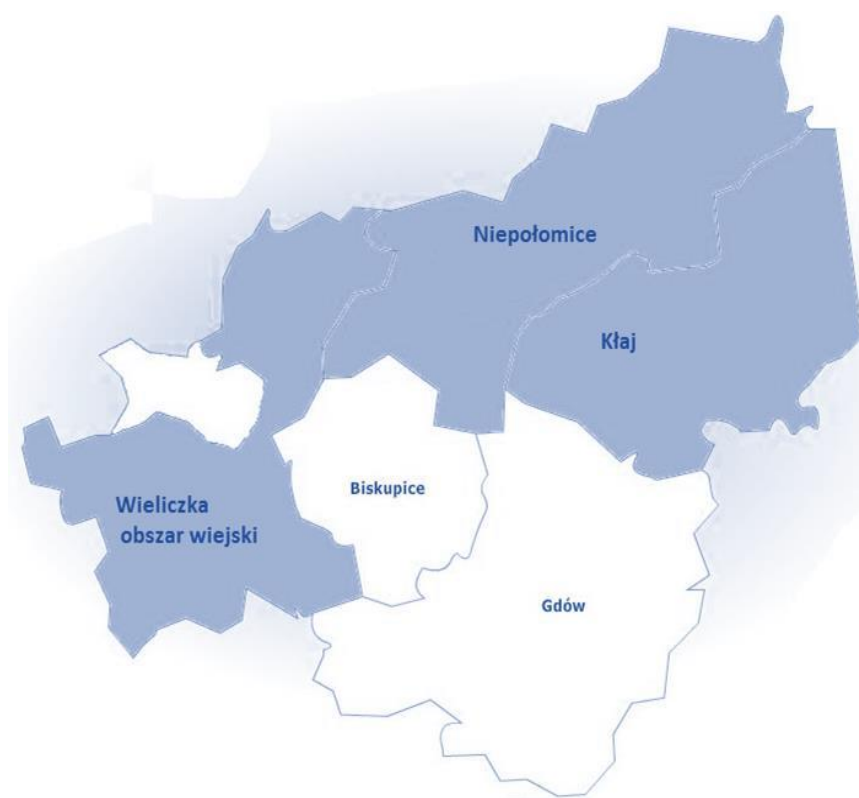 Niepołomice
Kłaj
Biskupice
Wieliczka
obszar wiejski
Gdów